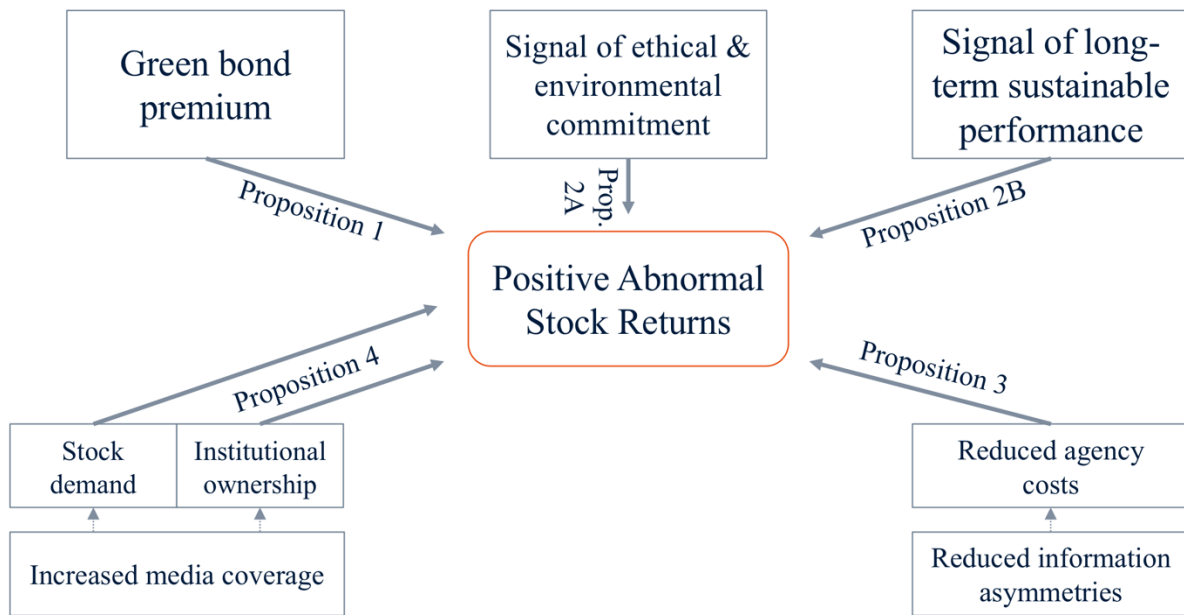 Green bond
premium
Signal of ethical &
environmental
commitment
Signal of long-
term sustainable
performance
Proposition 1
Prop.
2A
Proposition 2B
Positive Abnormal
Stock Returns
Proposition 4
Proposition 3
Stock
demand
Institutional
ownership
Reduced agency
costs
Increased media coverage
Reduced information
asymmetries